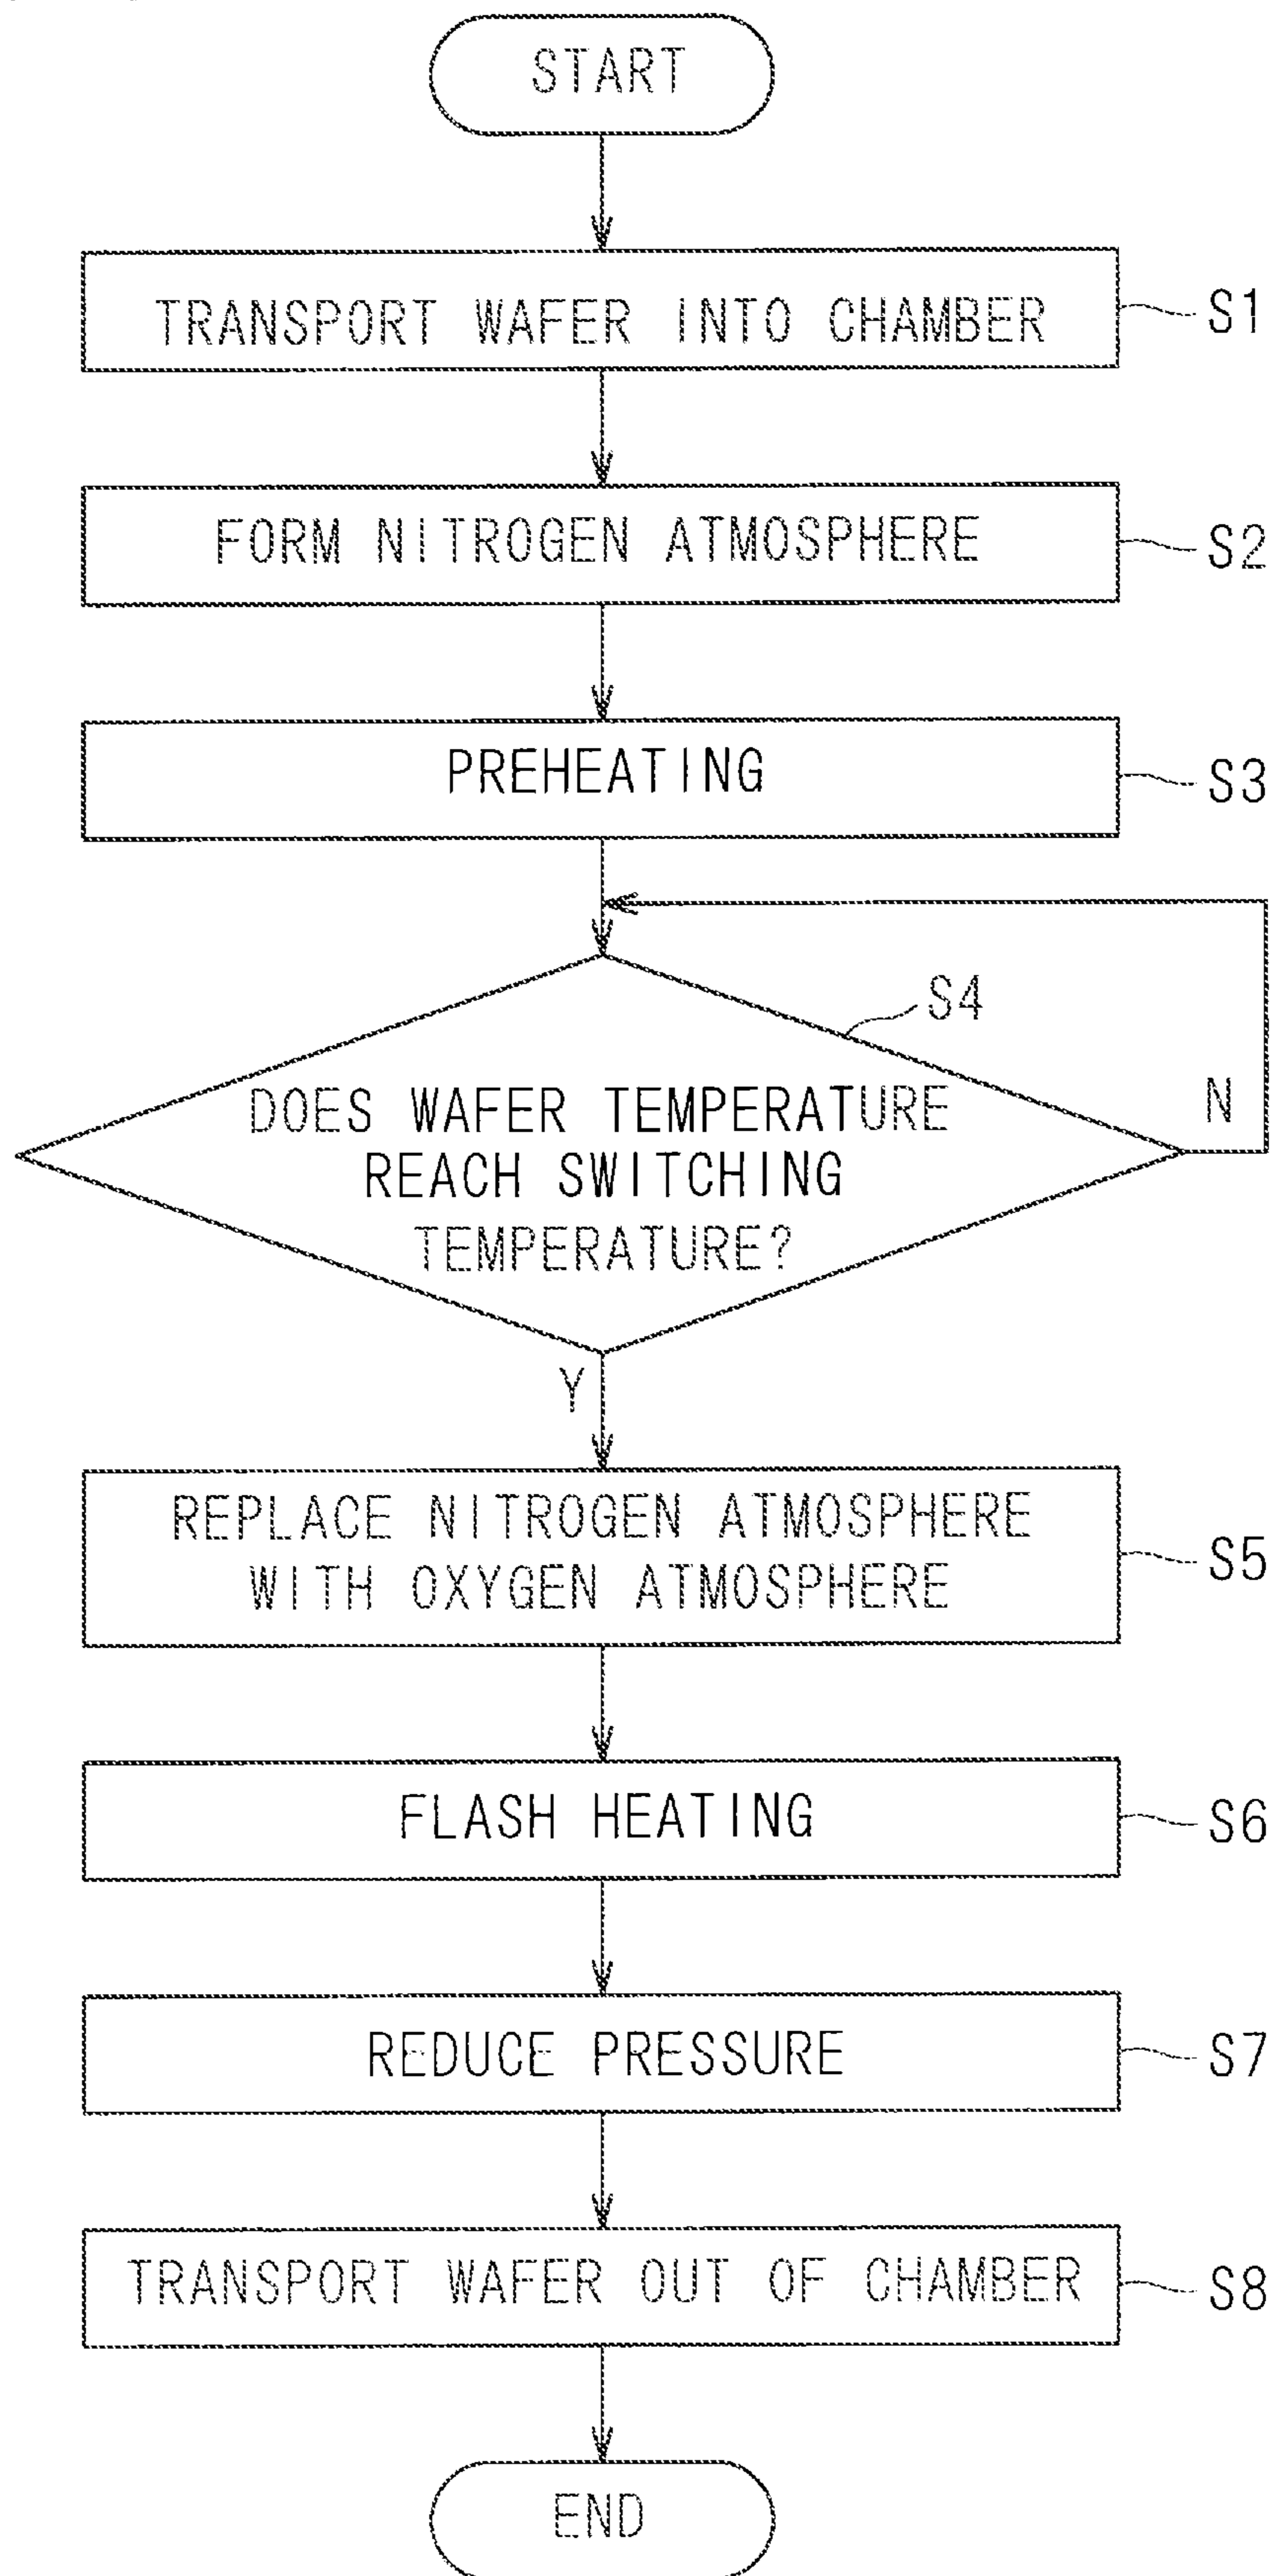 START
TRANSPORT WAFER INTO CHAMBER
S1
FORM NITROGEN ATMOSPHERE
S2
PREHEATING
S3
S4
DOES WAFER TEMPERATURE
REACH SWITCHING
TEMPERATURE?
N
Y
REPLACE NITROGEN ATMOSPHERE
WITH OXYGEN ATMOSPHERE
S5
FLASH HEATING
S6
REDUCE PRESSURE
S7
TRANSPORT WAFER OUT OF CHAMBER
S8
END